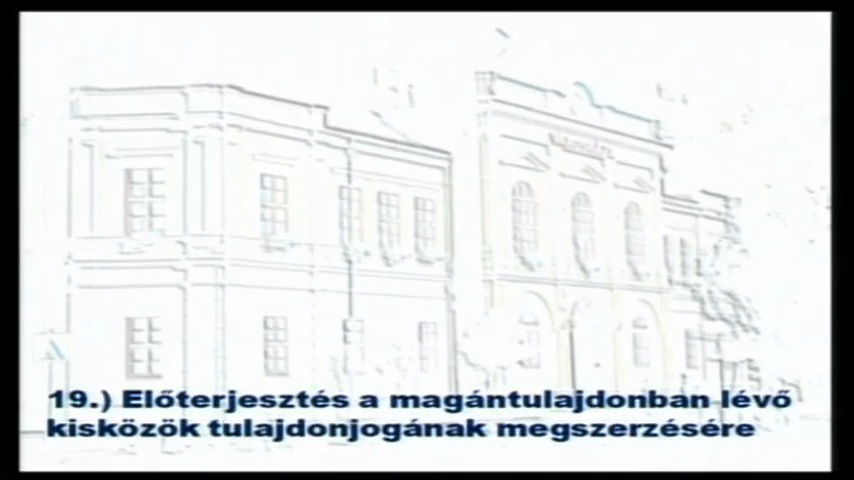 19.) Előterjesztés a magántulajdonban lévő
kisközök tulajdonjogának megszerzésére